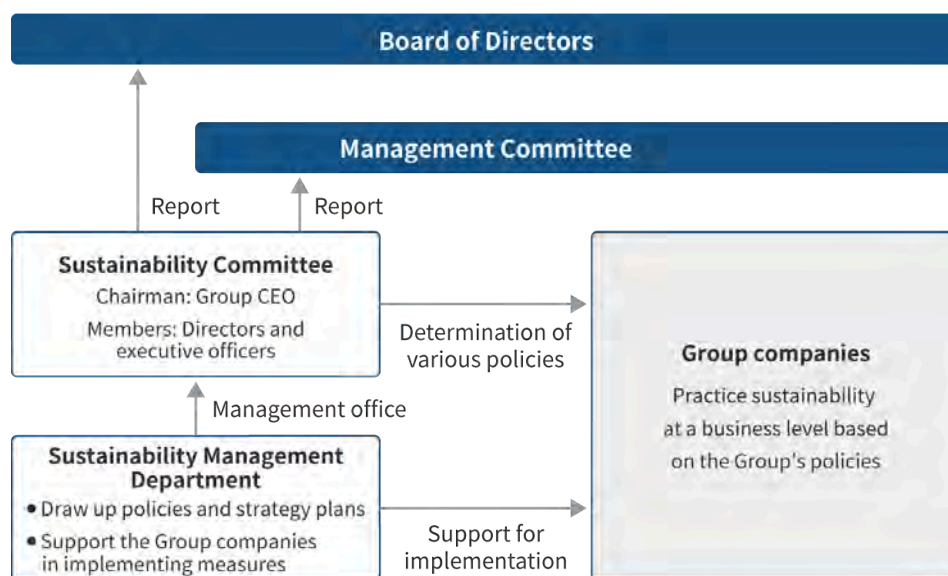 Board of Directors
Management Committee
Report
Report
Sustainability Committee
Chairman: Group CEO
Members: Directors and
executive officers
Determination of
various policies
Group companies
Practice sustainability
at a business level based
on the Group's policies
Management office
Sustainability Management
Department
• Draw up policies and strategy plans
• Support the Group companies
in implementing measures
Support for
implementation